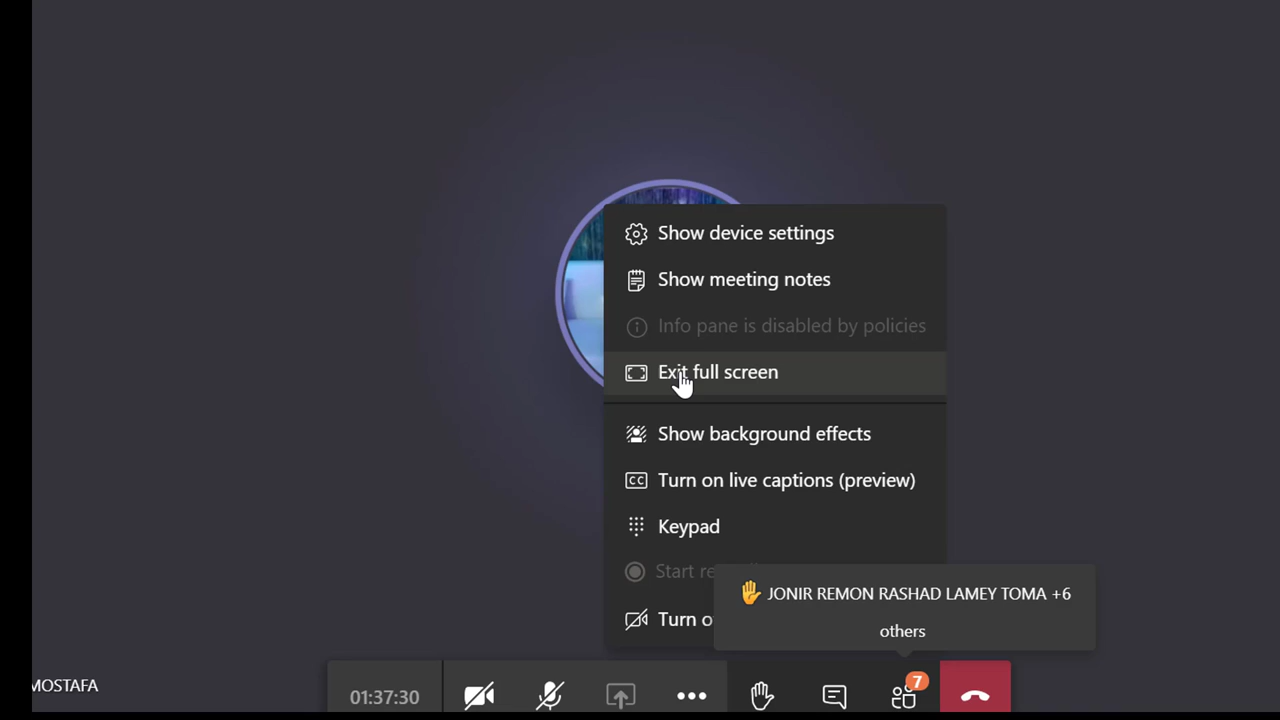 Show device settings
Show meeting notes
Info pane is disabled by policies
Exit full screen
Show background effects
CC Turn on live captions (preview)
Keypad
Start
✋ JONIR REMON RASHAD LAMEY TOMA +6
others
Turn
MOSTAFA
01:37:30
7